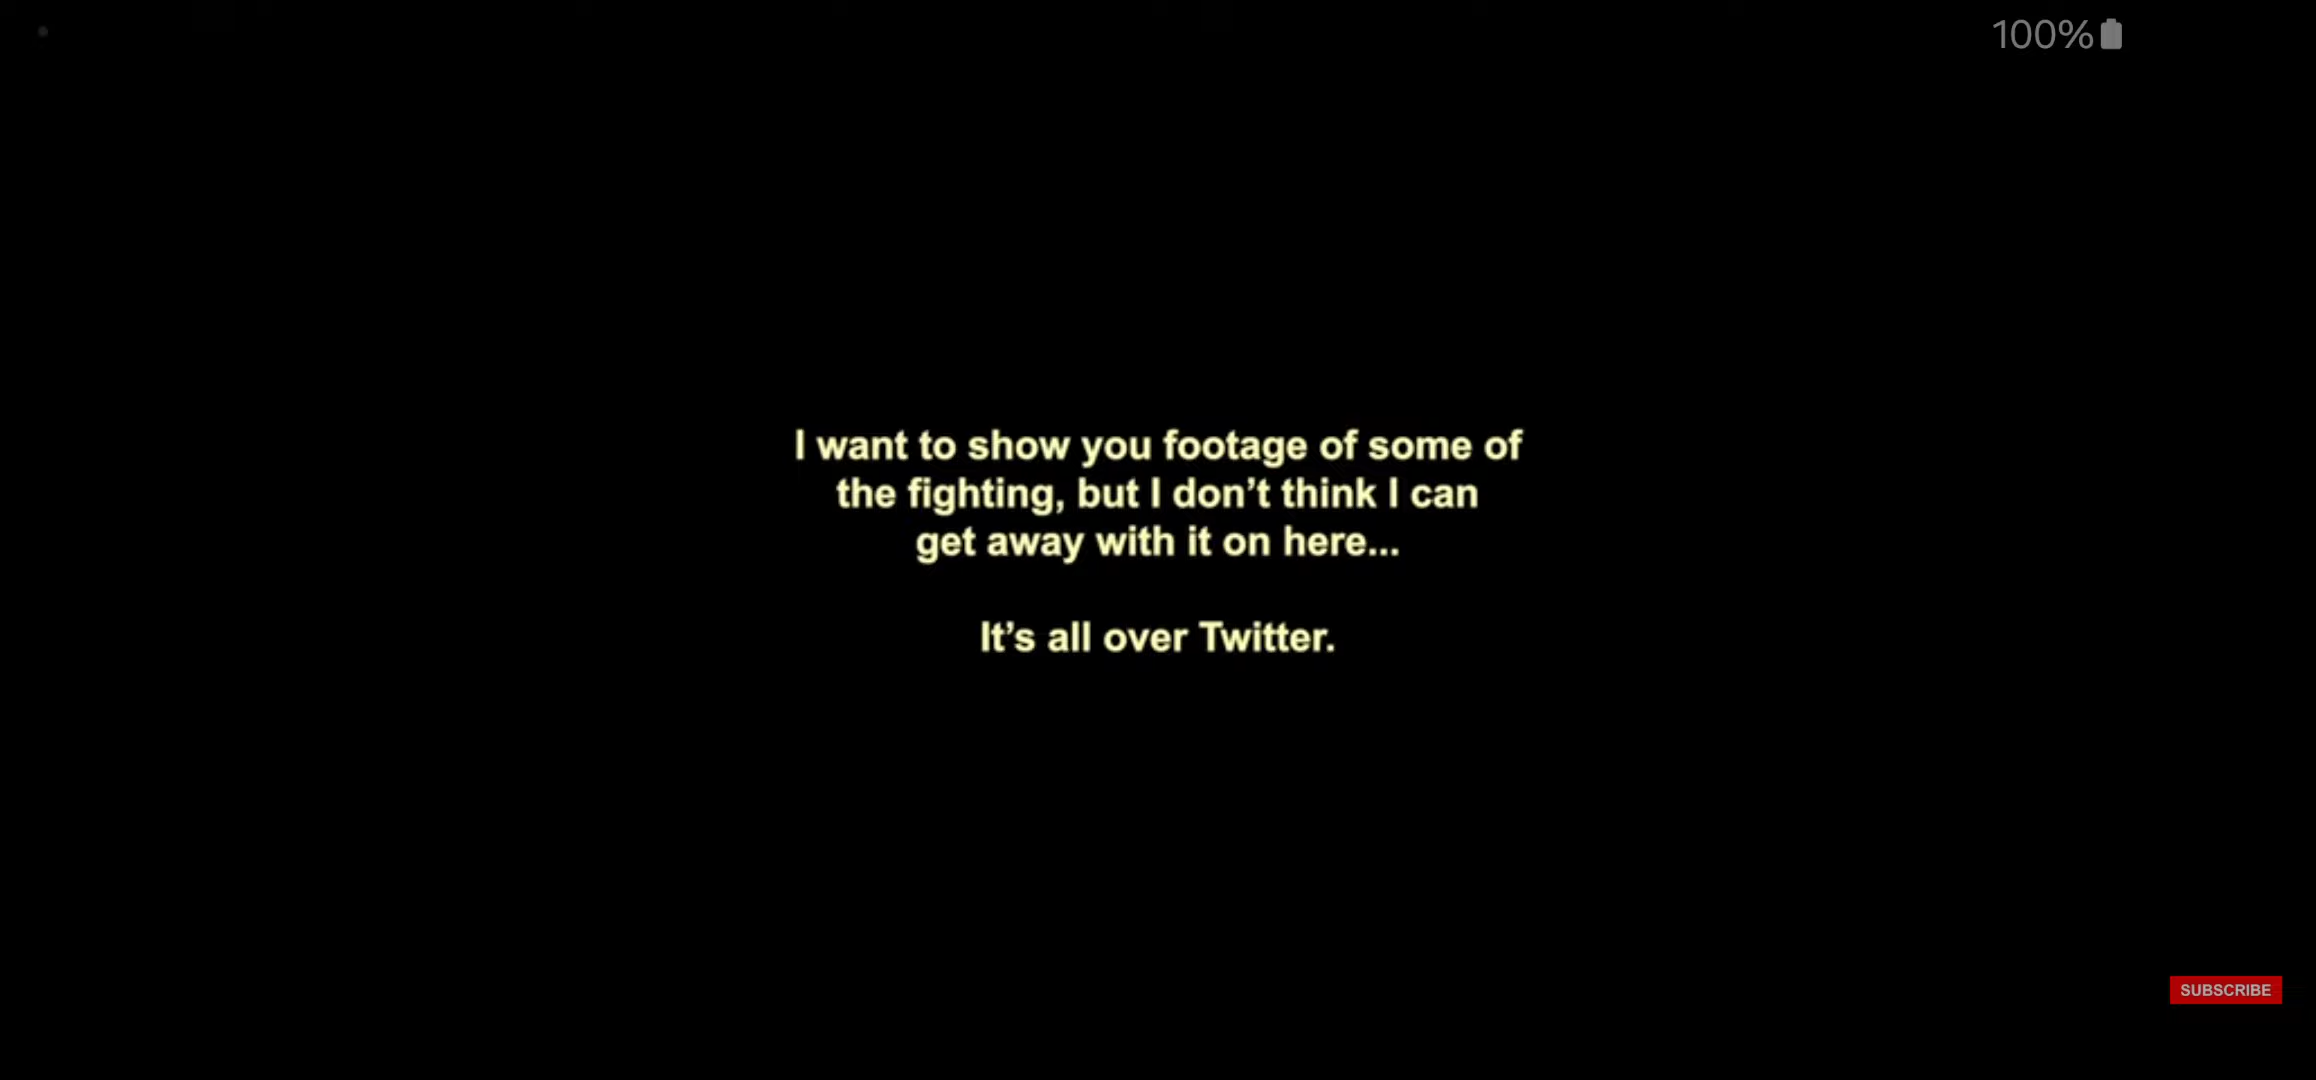 100%
I want to show you footage of some of
the fighting, but I don’t think I can
get away with it on here...
It’s all over Twitter.
SUBSCRIBE